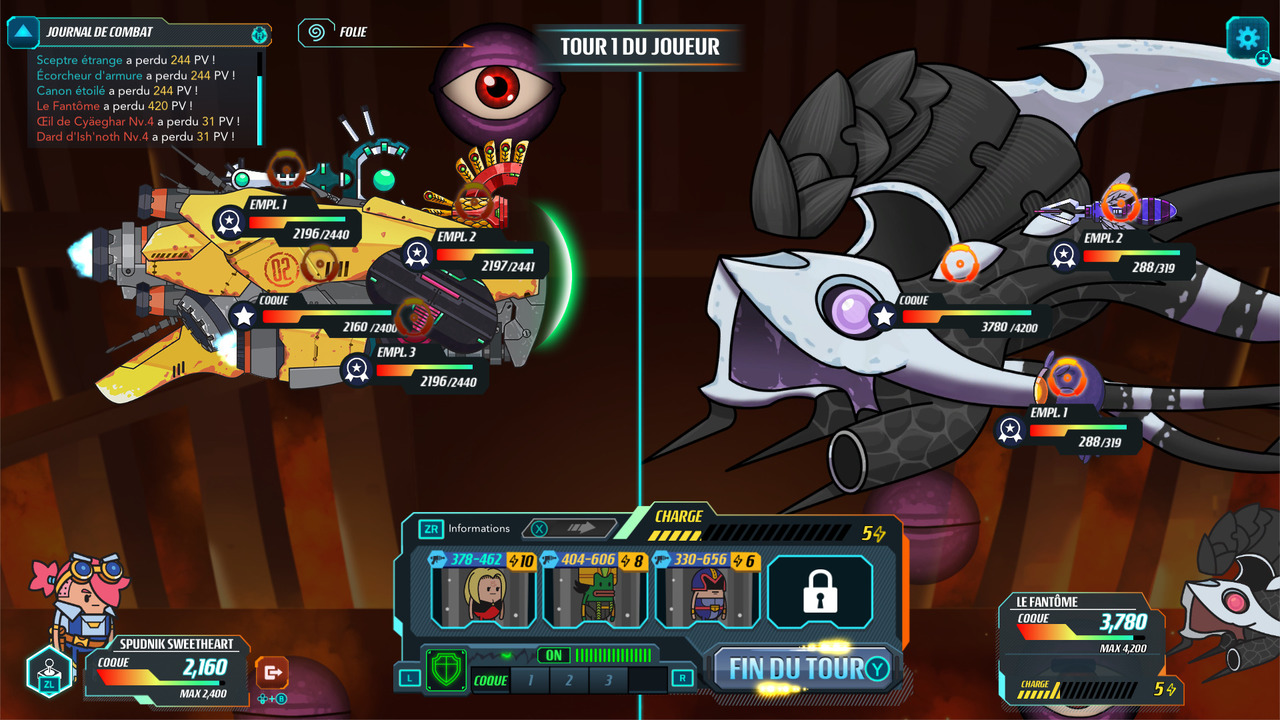 JOURNAL DE COMBAT
Sceptre étrange a perdu 244 PV !
Écorcheur d'armure a perdu 244 PV !
Canon étoilé a perdu 244 PV !
Le Fantôme a perdu 420 PV !
Œil de Cyäeghar Nv.4 a perdu 31 PV !
Dard d'Ish'noth Nv.4 a perdu 31 PV !
FOLIE
TOUR 1 DU JOUEUR
EMPL. 1
2196/2440
EMPL. 2
2197/2441
02
COQUE
2160/2400
EMPL. 3
2196/2440
EMPL. 2
288/319
COQUE
3780/4200
EMPL. 1
288/319
ZR Informations X
CHARGE
5
378-462 10
404-606 8
330-656 6
ON
L COQUE 1 2 3 R
FIN DU TOUR Y
SPUDNIK SWEETHEART
COQUE 2,160
MAX 2,400
ZL
+ B
LE FANTÔME
COQUE 3,780
MAX 4,200
CHARGE 5